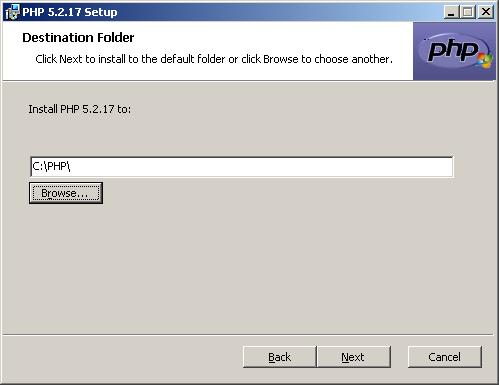 PHP 5.2.17 Setup
Destination Folder
Click Next to install to the default folder or click Browse to choose another.
php
Install PHP 5.2.17 to:
C:\PHP\
Browse...
Back Next Cancel